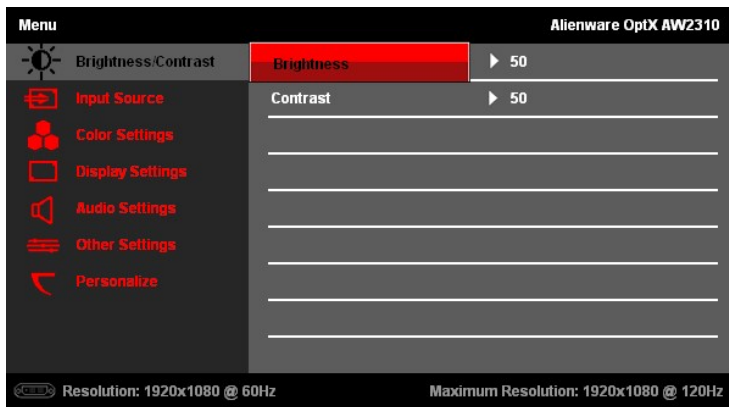 Menu Alienware OptX AW2310
Brightness/Contrast Brightness 50
Input Source Contrast 50
Color Settings
Display Settings
Audio Settings
Other Settings
Personalize
Resolution: 1920x1080 @ 60Hz Maximum Resolution: 1920x1080 @ 120Hz